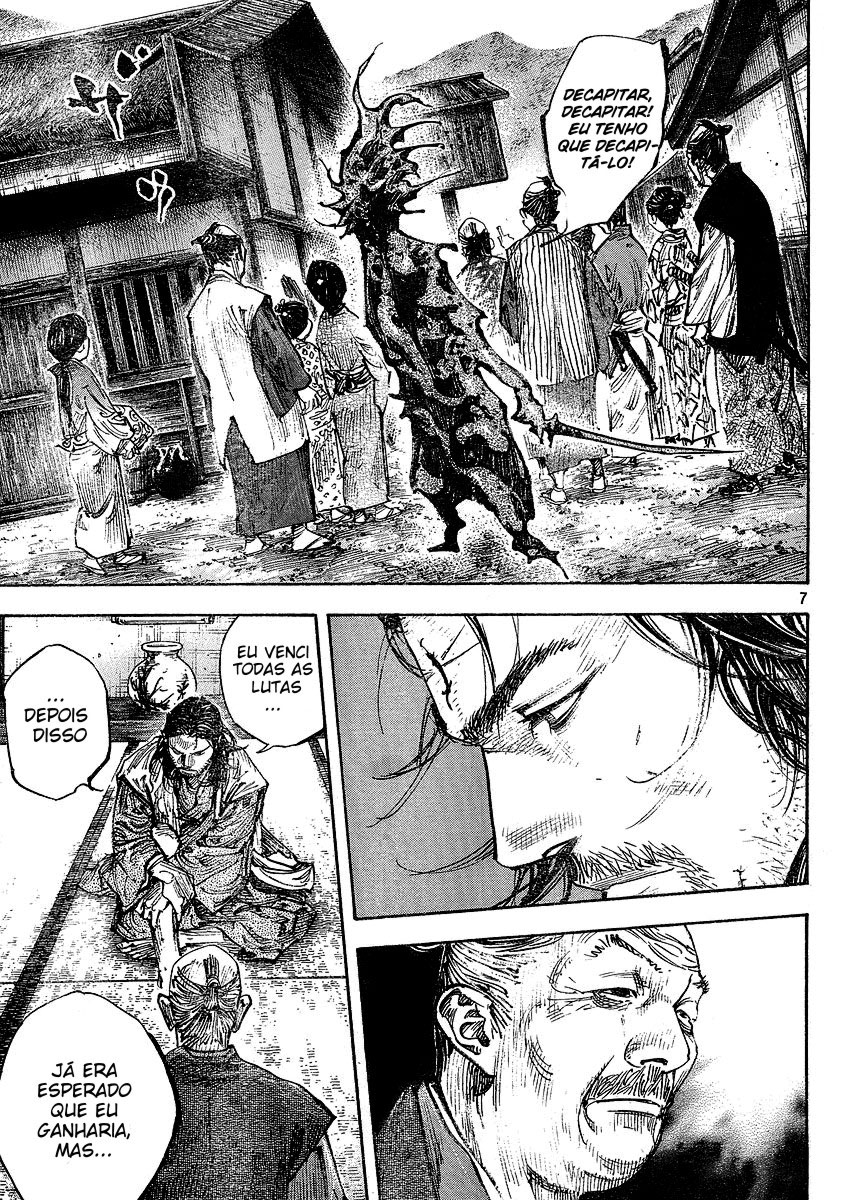 DECAPITAR,
DECAPITAR!
EU TENHO
QUE DECAPI-
TÁ-LO!
7
EU VENCI
TODAS AS
LUTAS
...
...
DEPOIS
DISSO
JÁ ERA
ESPERADO
QUE EU
GANHARIA,
MAS...